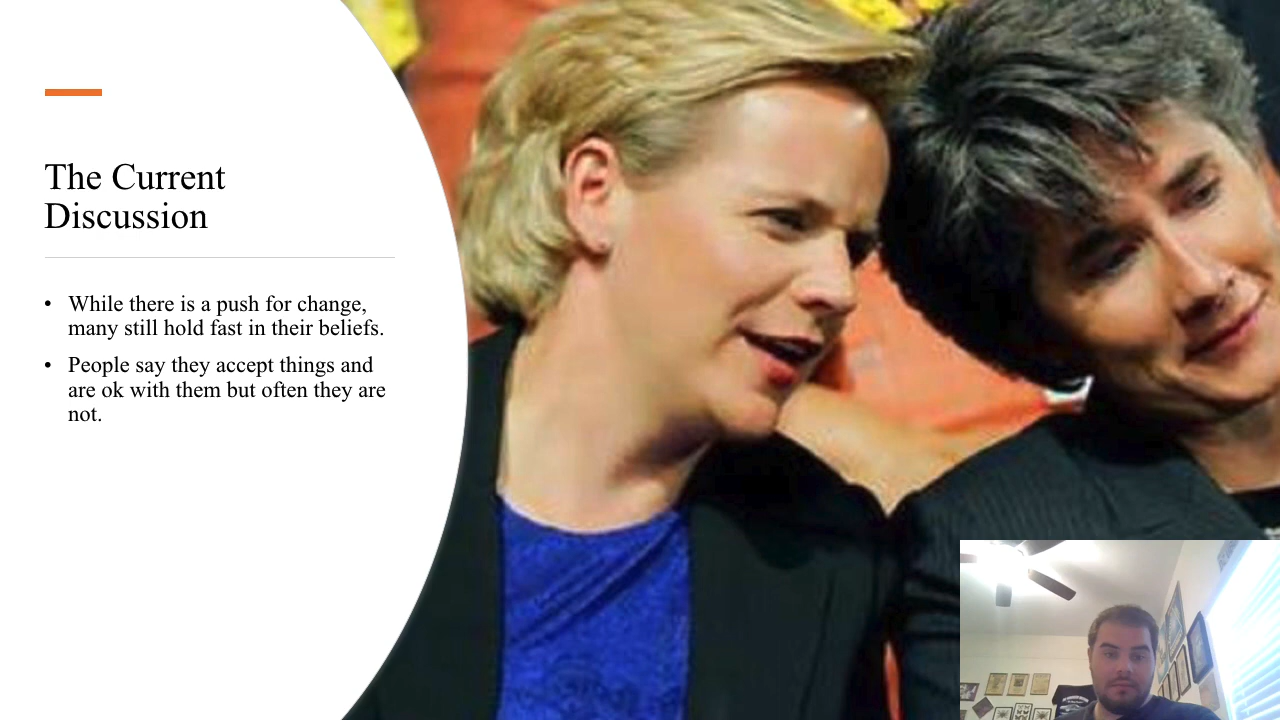 The Current
Discussion
• While there is a push for change,
many still hold fast in their beliefs.
• People say they accept things and
are ok with them but often they are
not.